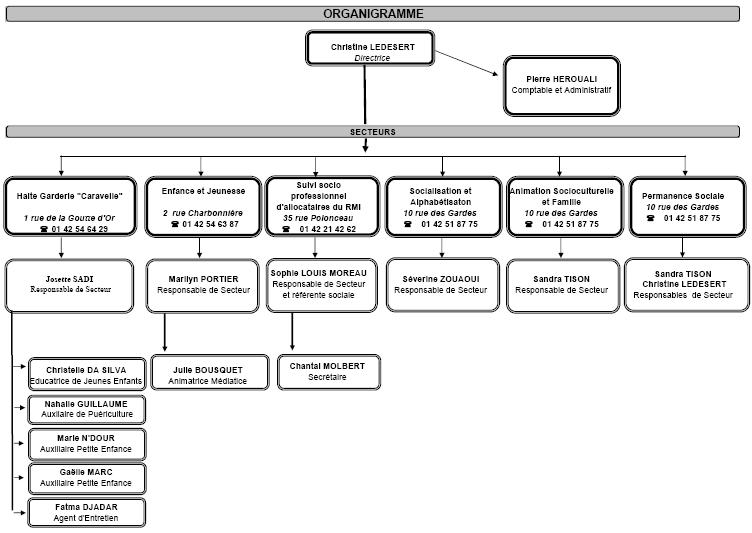 ORGANIGRAMME
Christine LEDESERT
Directrice
Pierre HEROUALI
Comptable et Administratif
SECTEURS
Halte Garderie "Caravelle"
1 rue de la Goutte d'Or
☎ 01 42 54 64 29
Enfance et Jeunesse
2 rue Charbonnière
☎ 01 42 54 63 87
Suivi socio
professionnel
d'allocataires du RMI
35 rue Polonceau
☎ 01 42 21 42 62
Socialisation et
Alphabétisaton
10 rue des Gardes
☎ 01 42 51 87 75
Animation Socioculturelle
et Famille
10 rue des Gardes
☎ 01 42 51 87 75
Permanence Sociale
10 rue des Gardes
☎ 01 42 51 87 75
Josette SADI
Responsable de Secteur
Marilyn PORTIER
Responsable de Secteur
Sophie LOUIS MOREAU
Responsable de Secteur
et référente sociale
Séverine ZOUAOUI
Responsable de Secteur
Sandra TISON
Responsable de Secteur
Sandra TISON
Christine LEDESERT
Responsables de Secteur
Christelle DA SILVA
Educatrice de Jeunes Enfants
Nahalie GUILLAUME
Auxilaire de Puériculture
Marie N'DOUR
Auxiliaire Petite Enfance
Gaëlle MARC
Auxiliaire Petite Enfance
Fatma DJADAR
Agent d'Entretien
Julie BOUSQUET
Animatrice Médiatice
Chantal MOLBERT
Secrétaire